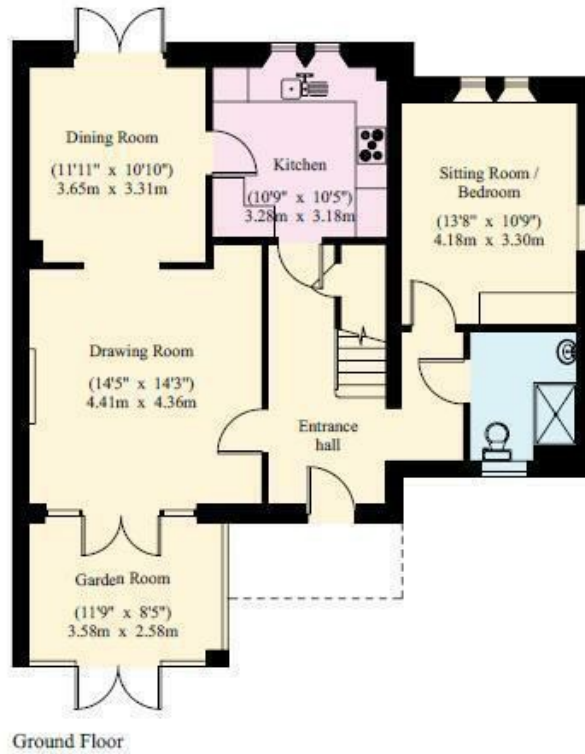 Dining Room
(11'11" x 10'10")
3.65m x 3.31m
Kitchen
(10'9" x 10'5")
3.28m x 3.18m
Sitting Room /
Bedroom
(13'8" x 10'9")
4.18m x 3.30m
Drawing Room
(14'5" x 14'3")
4.41m x 4.36m
Entrance
hall
Garden Room
(11'9" x 8'5")
3.58m x 2.58m
Ground Floor